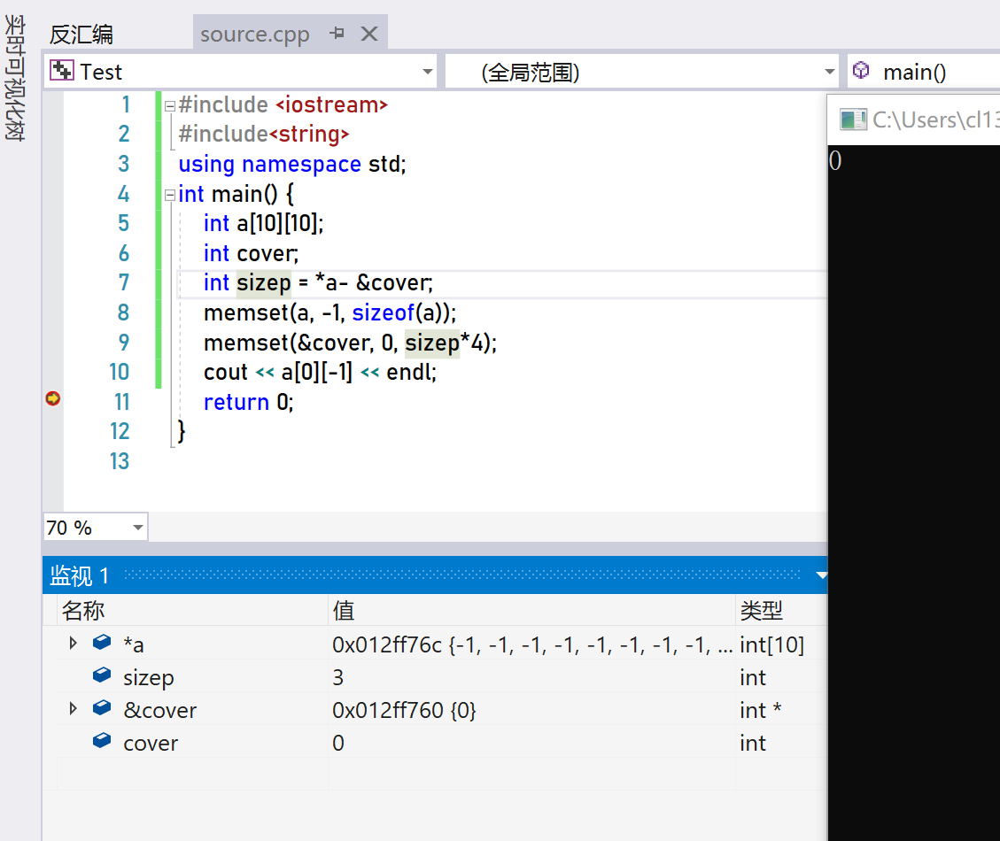 实时可视化树
反汇编 source.cpp
Test (全局范围) main()
1 #include <iostream>
2 #include<string>
3 using namespace std;
4 int main() {
5 int a[10][10];
6 int cover;
7 int sizep = *a- &cover;
8 memset(a, -1, sizeof(a));
9 memset(&cover, 0, sizep*4);
10 cout << a[0][-1] << endl;
11 return 0;
12 }
13
C:\Users\cl13
0
70 %
监视 1
名称 值 类型
*a 0x012ff76c {-1, -1, -1, -1, -1, -1, -1, -1, ... int[10]
sizep 3 int
&cover 0x012ff760 {0} int *
cover 0 int